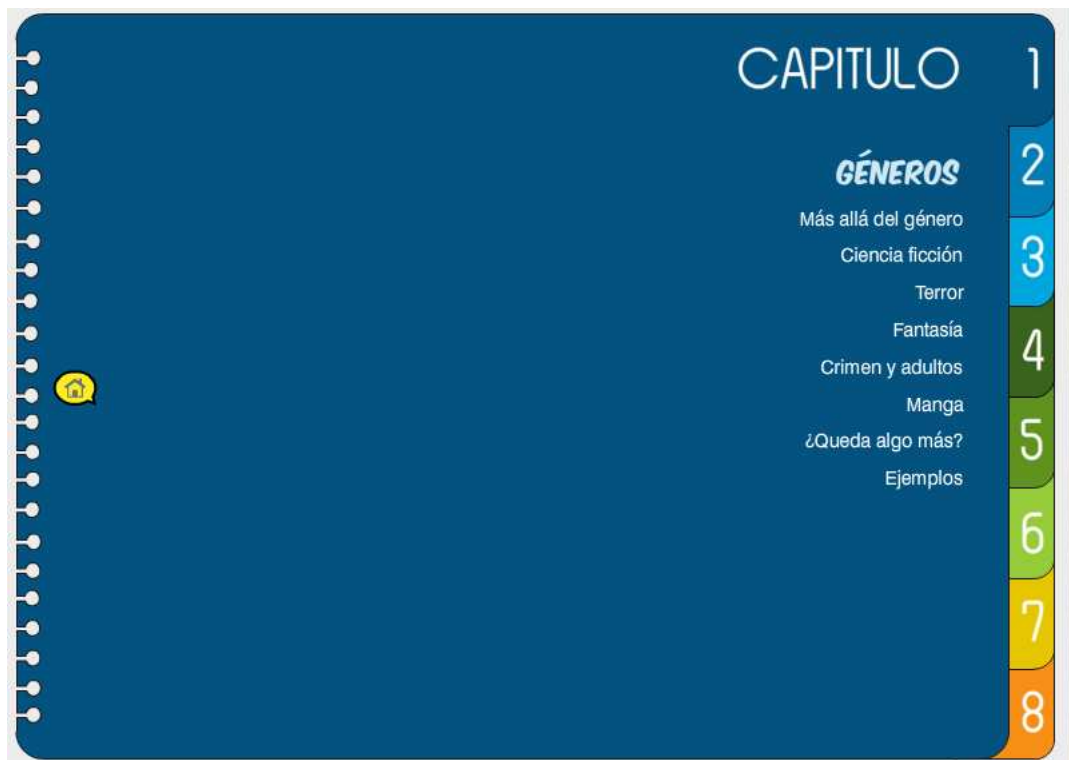 CAPITULO 1
2
GÉNEROS
Más allá del género
3
Ciencia ficción
Terror
Fantasía
4
Crimen y adultos
Manga
5
¿Queda algo más?
Ejemplos
6
7
8